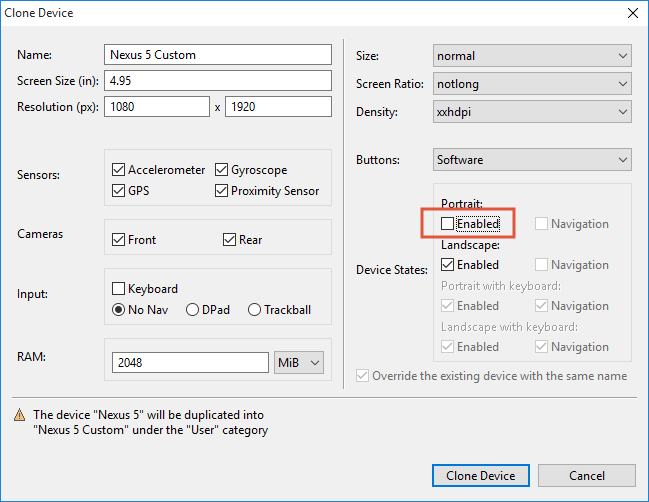 Clone Device
Name: Nexus 5 Custom
Screen Size (in): 4.95
Resolution (px): 1080 x 1920
Sensors:
Accelerometer Gyroscope
GPS Proximity Sensor
Cameras
Front Rear
Input:
Keyboard
No Nav DPad Trackball
RAM:
2048 MiB
Size: normal
Screen Ratio: notlong
Density: xxhdpi
Buttons: Software
Device States:
Portrait:
Enabled Navigation
Landscape:
Enabled Navigation
Portrait with keyboard:
Enabled Navigation
Landscape with keyboard:
Enabled Navigation
Override the existing device with the same name
The device "Nexus 5" will be duplicated into
"Nexus 5 Custom" under the "User" category
Clone Device Cancel